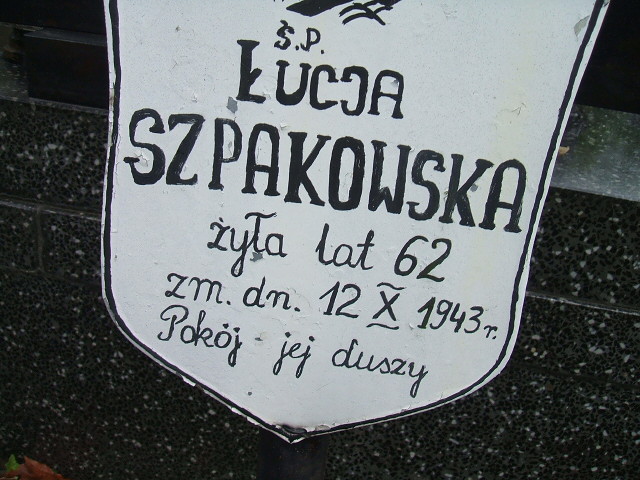 Ś.P.
ŁUCJA
SZPAKOWSKA
żyła lat 62
zm. dn. 12 X 1943 r.
Pokój jej duszy